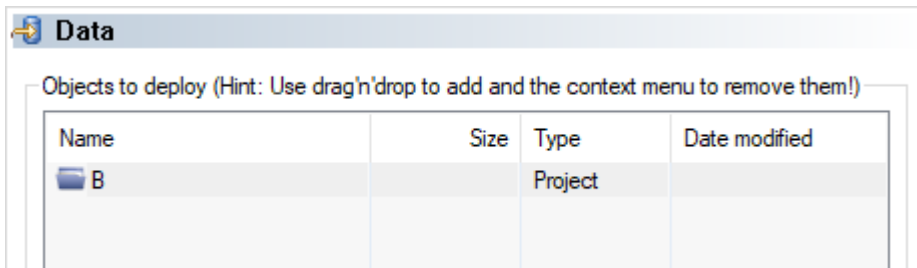 Data
Objects to deploy (Hint: Use drag'n'drop to add and the context menu to remove them!)
Name Size Type Date modified
B Project